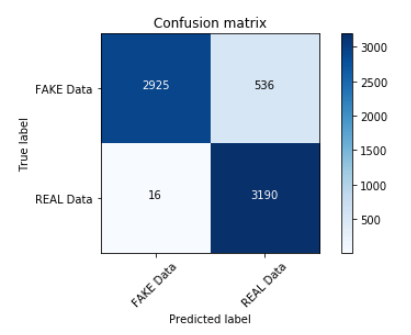 Confusion matrix
FAKE Data
2925
536
REAL Data
16
3190
True label
FAKE Data
REAL Data
Predicted label
3000
2500
2000
1500
1000
500